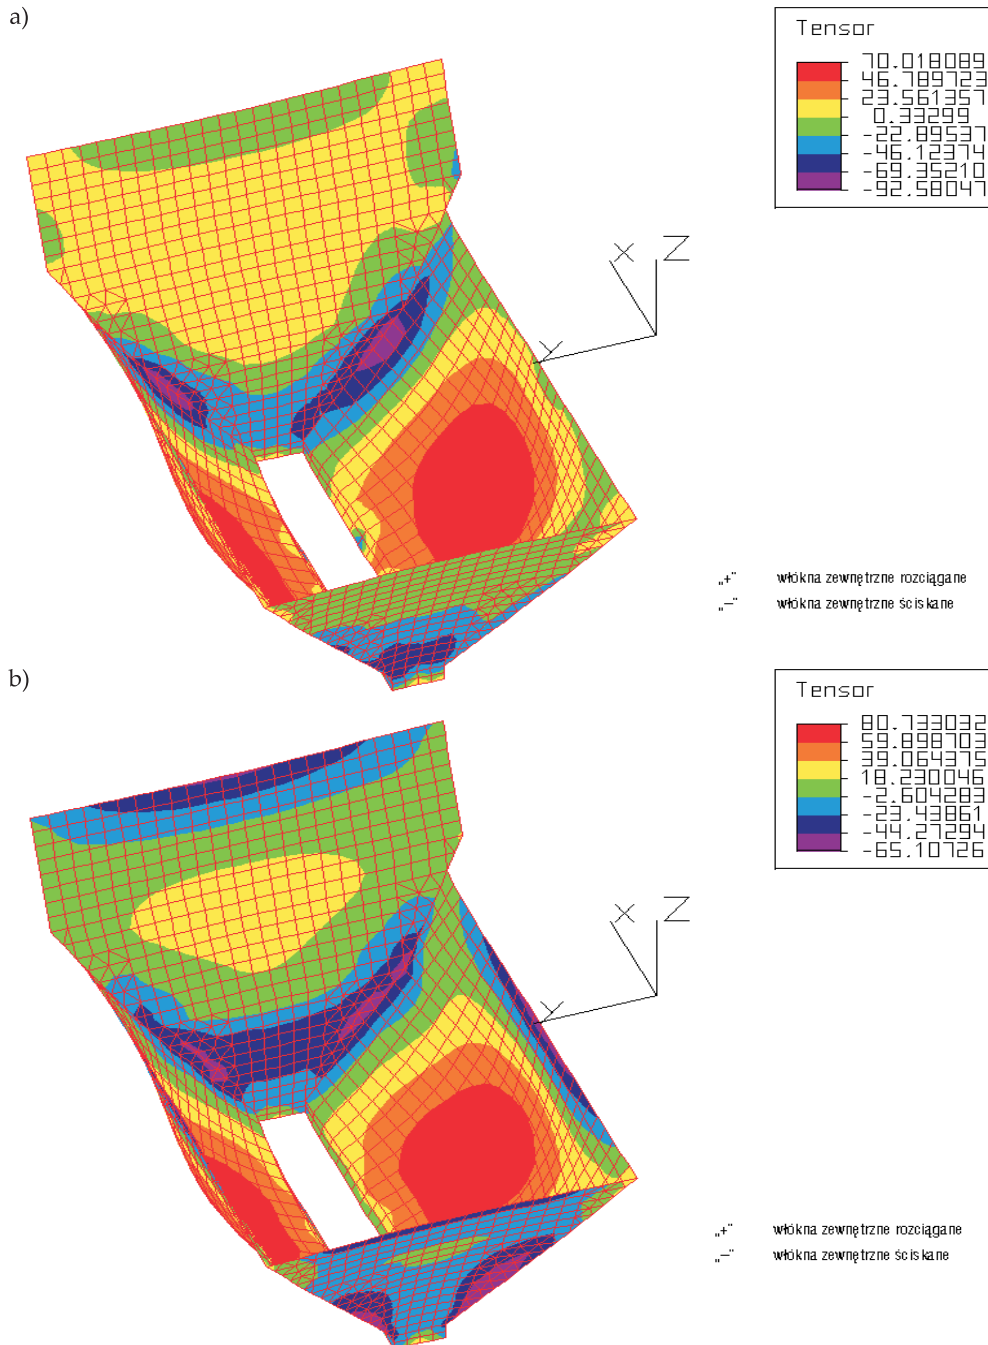 a)
Tensor
70.018089
46.789723
23.561357
0.33299
-22.89537
-46.12374
-69.35210
-92.58047
X
Z
Y
„+” włókna zewnętrzne rozciągane
„—” włókna zewnętrzne ściskane
b)
Tensor
80.733032
59.898703
39.064375
18.230046
-2.604283
-23.43861
-44.27294
-65.10726
X
Z
Y
„+” włókna zewnętrzne rozciągane
„—” włókna zewnętrzne ściskane